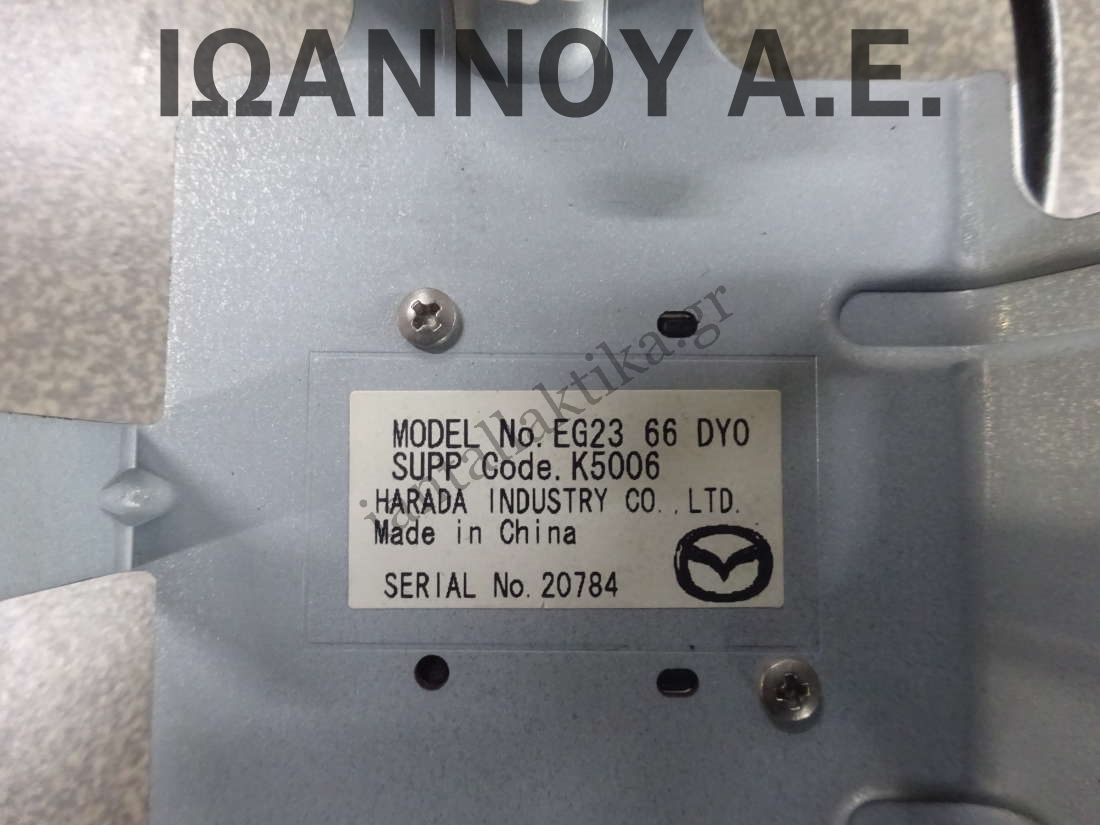 ΙΩΑΝΝΟΥ Α.Ε.
iantallaktika.gr
MODEL No. EG23 66 DY0
SUPP Code. K5006
HARADA INDUSTRY CO., LTD.
Made in China
SERIAL No. 20784